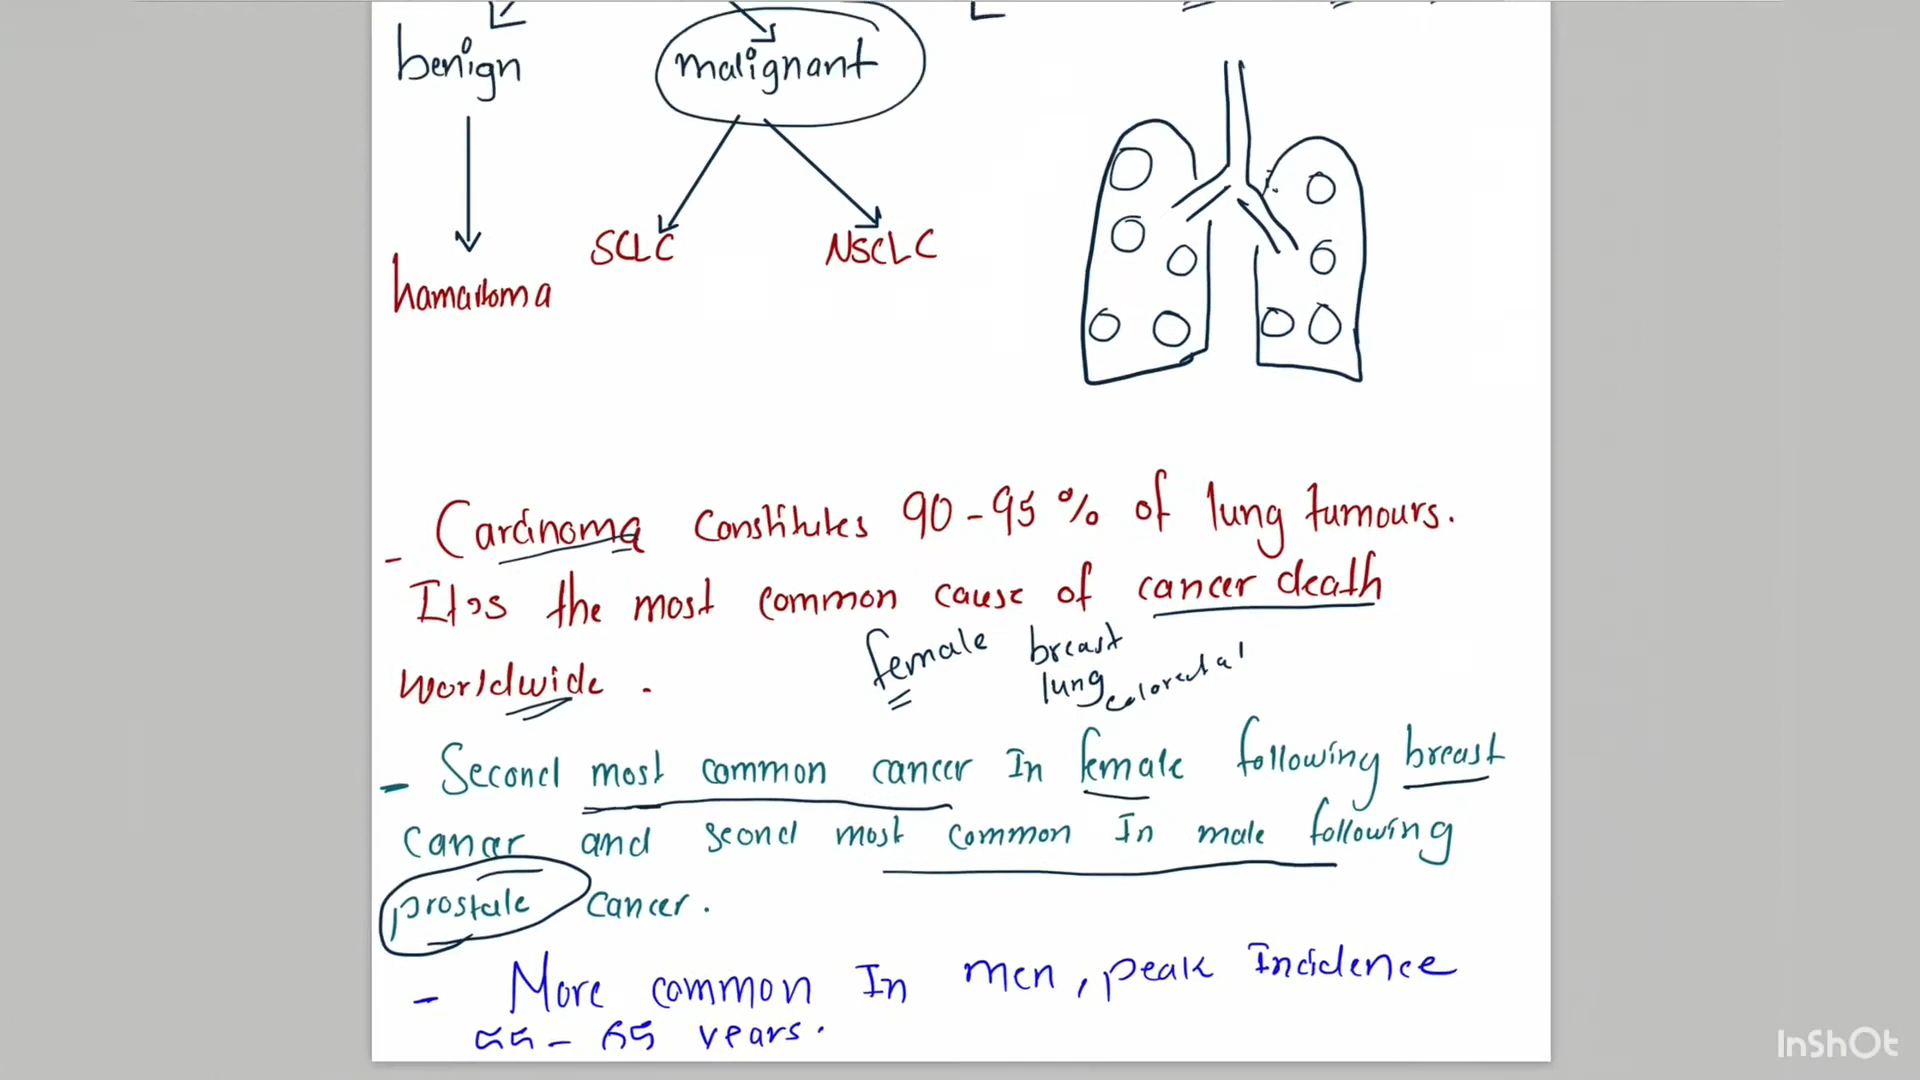 benign malignant
SCLC NSCLC
hamartoma
- Carcinoma constitutes 90-95% of lung tumours.
It's the most common cause of cancer death
worldwide.
female breast
lung colorectal
- Second most common cancer In female following breast
cancer and second most common In male following
prostate cancer.
- More common In men, peak Incidence
55-65 years.
InShOt